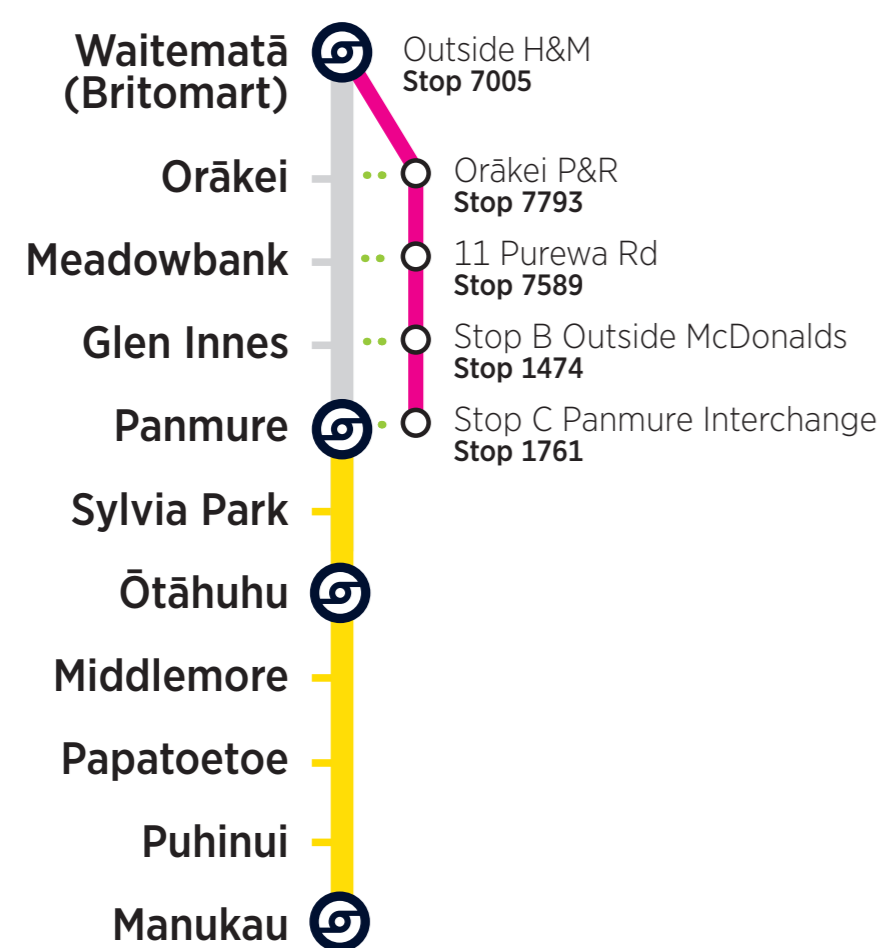 Waitematā
(Britomart)
Outside H&M
Stop 7005
Orākei
Orākei P&R
Stop 7793
Meadowbank
11 Purewa Rd
Stop 7589
Glen Innes
Stop B Outside McDonalds
Stop 1474
Panmure
Stop C Panmure Interchange
Stop 1761
Sylvia Park
Ōtāhuhu
Middlemore
Papatoetoe
Puhinui
Manukau